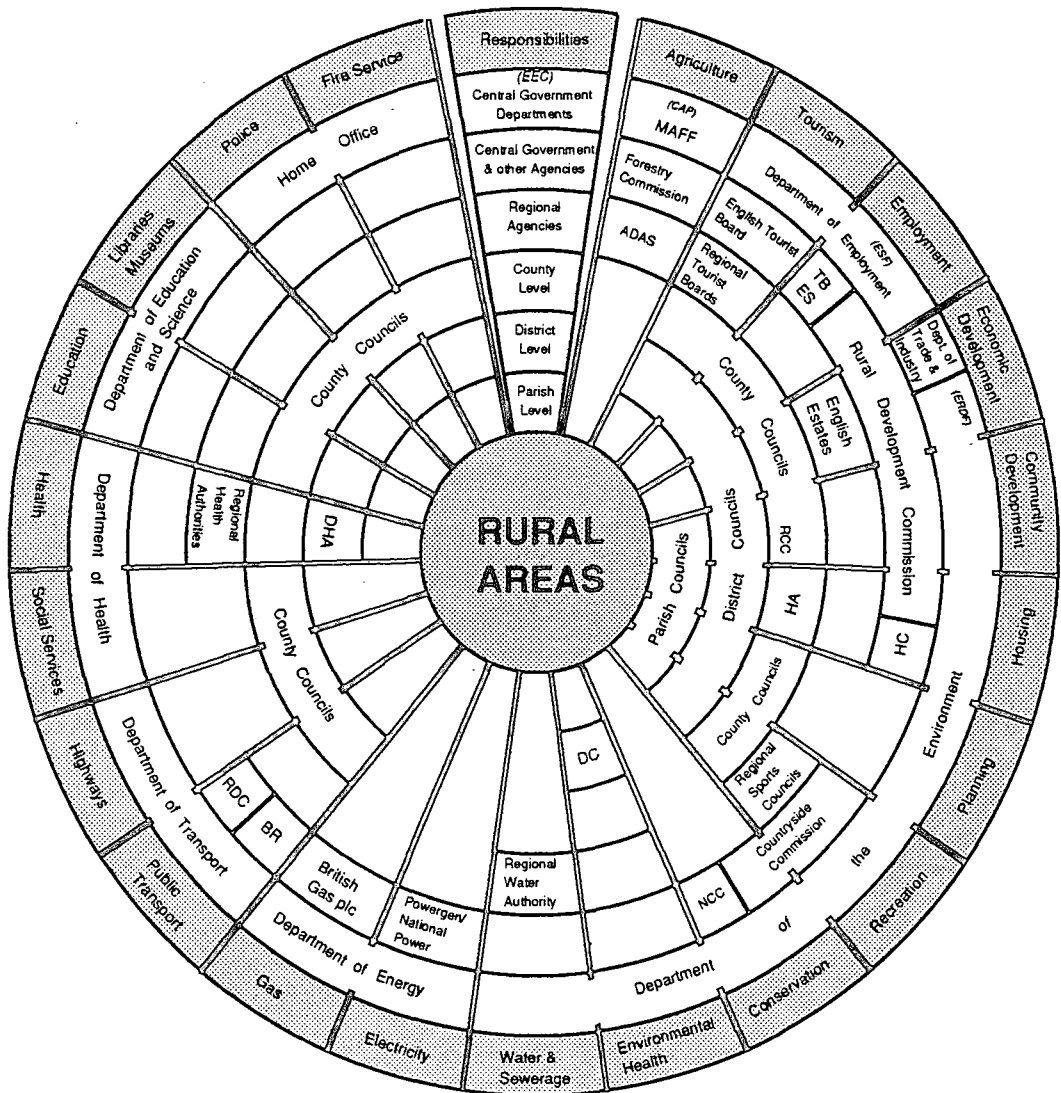 Responsibilities
(EEC)
Central Government
Departments
Central Government
& other Agencies
Regional
Agencies
County
Level
District
Level
Parish
Level
RURAL
AREAS
Agriculture
Tourism
Employment
Economic
Development
Community
Development
Housing
Planning
Recreation
Conservation
Environmental
Health
Water &
Sewerage
Electricity
Gas
Public
Transport
Highways
Social Services
Health
Education
Libraries
Museums
Police
Fire Service
(CAP)
MAFF
Forestry
Commission
ADAS
Department of Employment
(ESF)
English Tourist
Board
Regional
Tourist
Boards
TB
ES
Dept. of
Trade &
Industry
(ERDF)
Rural Development Commission
English
Estates
County Councils
RCC
District Councils
Parish Councils
HA
HC
Department of the Environment
County Councils
Regional
Sports
Councils
Countryside
Commission
NCC
DC
Regional
Water
Authority
Powergen/
National
Power
British
Gas plc
Department of Energy
Department of Transport
RDC
BR
County Councils
Department of Health
Regional
Health
Authorities
DHA
Department of Education
and Science
County Councils
Home Office